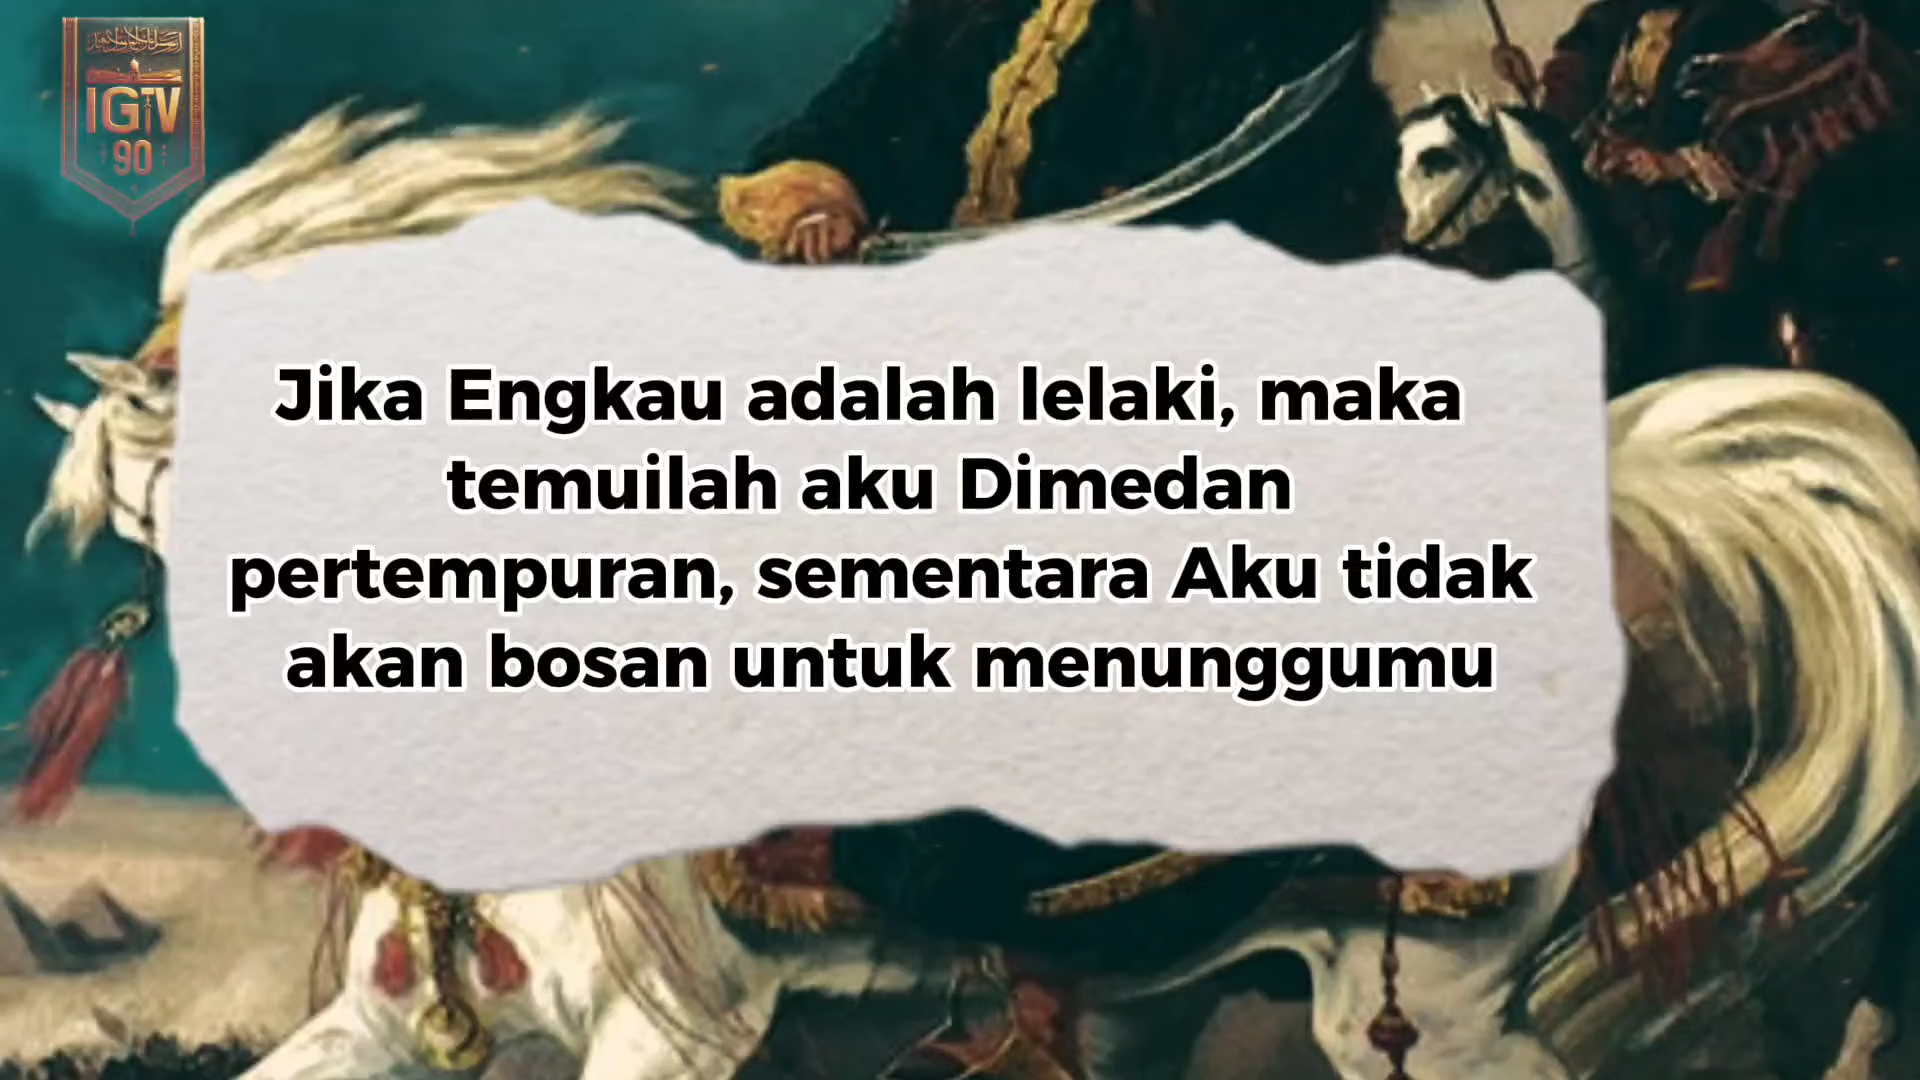 IGTV
90
Jika Engkau adalah lelaki, maka
temuilah aku Dimedan
pertempuran, sementara Aku tidak
akan bosan untuk menunggumu